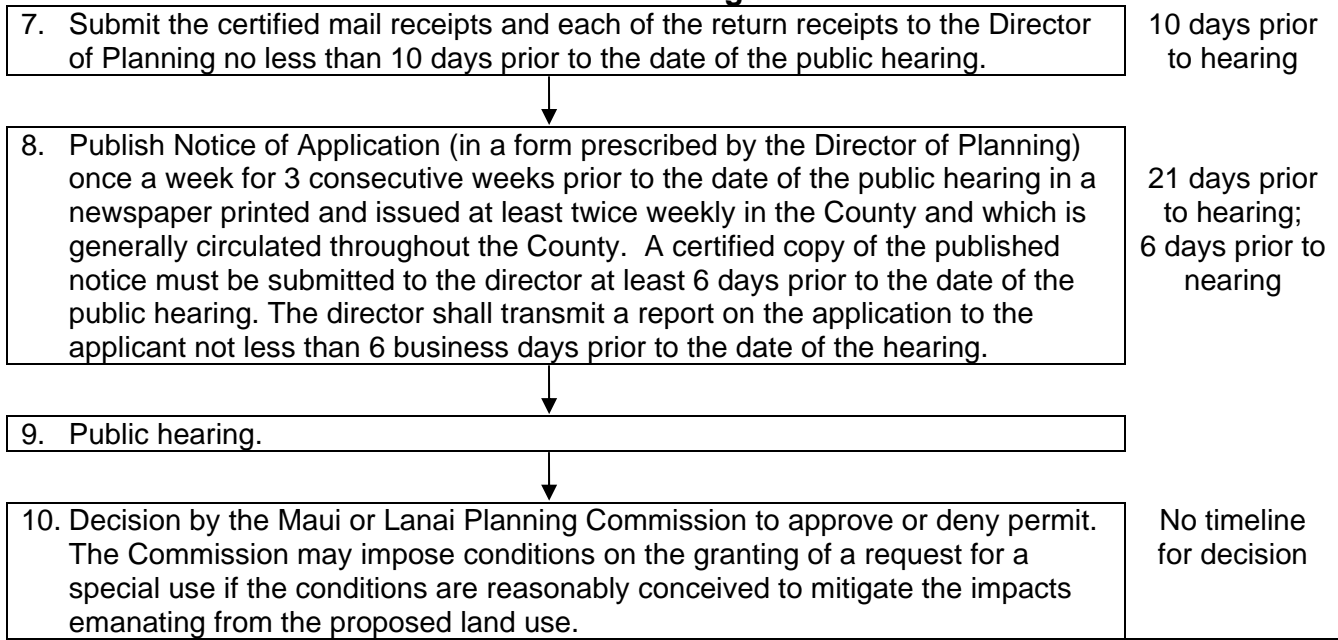 7. Submit the certified mail receipts and each of the return receipts to the Director
of Planning no less than 10 days prior to the date of the public hearing.
10 days prior
to hearing
8. Publish Notice of Application (in a form prescribed by the Director of Planning)
once a week for 3 consecutive weeks prior to the date of the public hearing in a
newspaper printed and issued at least twice weekly in the County and which is
generally circulated throughout the County. A certified copy of the published
notice must be submitted to the director at least 6 days prior to the date of the
public hearing. The director shall transmit a report on the application to the
applicant not less than 6 business days prior to the date of the hearing.
21 days prior
to hearing;
6 days prior to
nearing
9. Public hearing.
10. Decision by the Maui or Lanai Planning Commission to approve or deny permit.
The Commission may impose conditions on the granting of a request for a
special use if the conditions are reasonably conceived to mitigate the impacts
emanating from the proposed land use.
No timeline
for decision